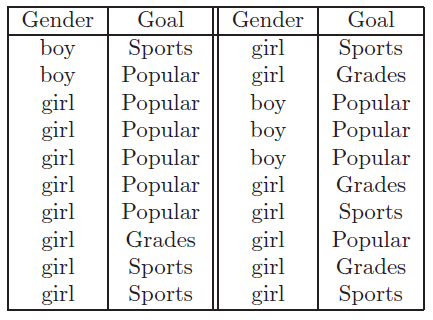 Gender Goal Gender Goal
boy Sports girl Sports
boy Popular girl Grades
girl Popular boy Popular
girl Popular boy Popular
girl Popular boy Popular
girl Popular girl Grades
girl Popular girl Sports
girl Grades girl Popular
girl Sports girl Grades
girl Sports girl Sports